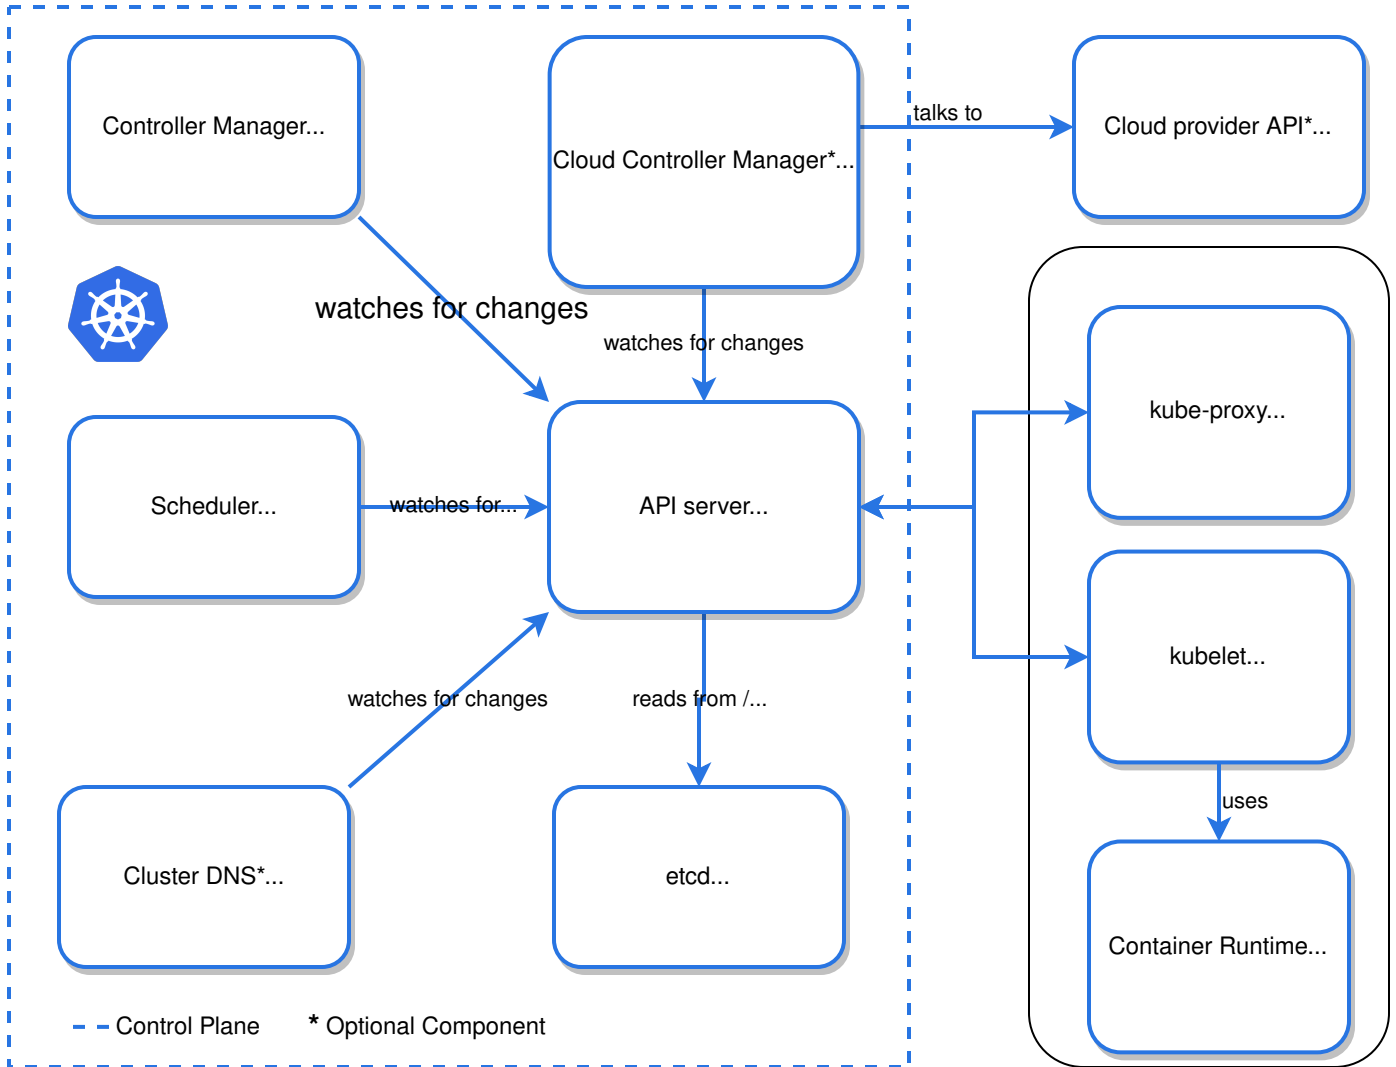 Controller Manager...
Cloud Controller Manager*...
talks to
Cloud provider API*...
watches for changes
watches for changes
kube-proxy...
Scheduler...
watches for...
API server...
kubelet...
watches for changes
reads from /...
uses
Cluster DNS*...
etcd...
Container Runtime...
Control Plane
* Optional Component